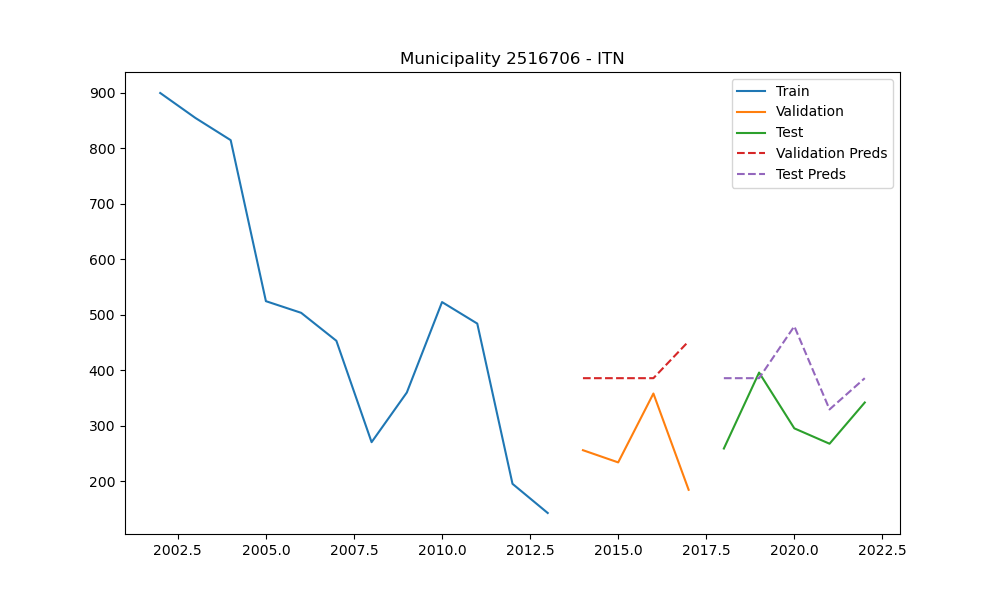 Municipality 2516706 - ITN
900
800
700
600
500
400
300
200
2002.5 2005.0 2007.5 2010.0 2012.5 2015.0 2017.5 2020.0 2022.5
Train
Validation
Test
Validation Preds
Test Preds